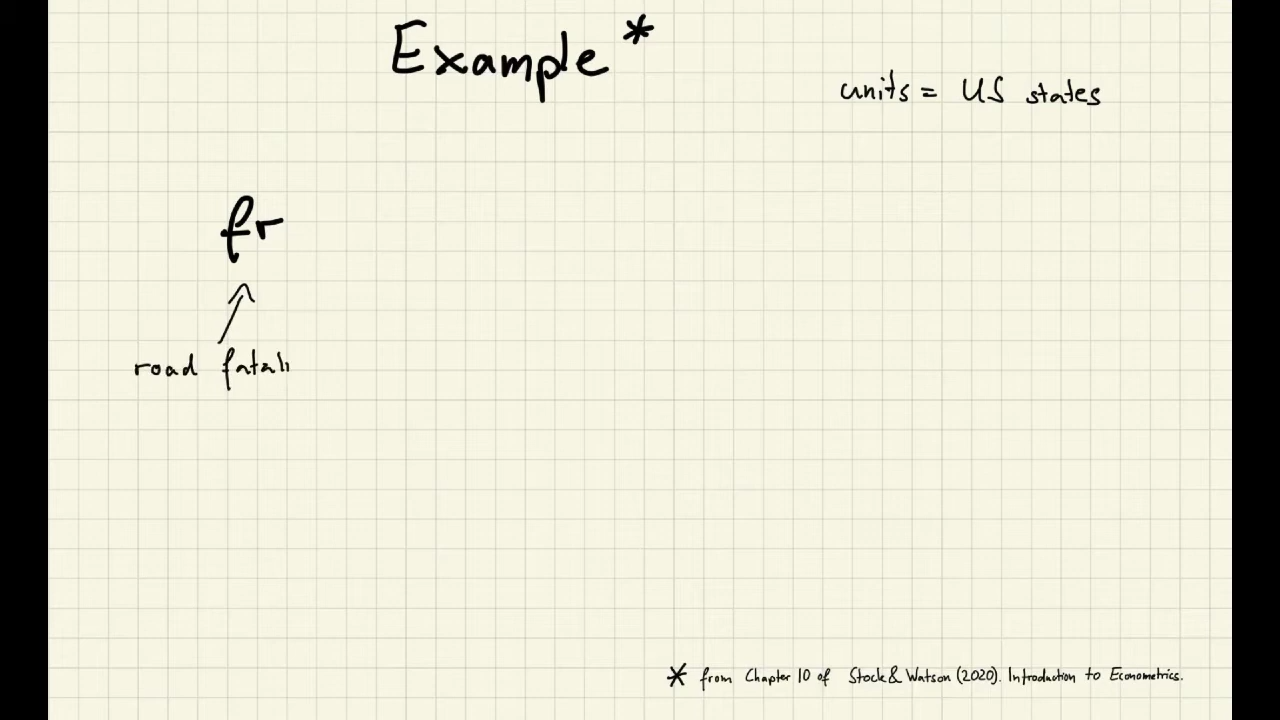 Example *
units = US states
fr
road fatali
* from Chapter 10 of Stock & Watson (2020). Introduction to Econometrics.